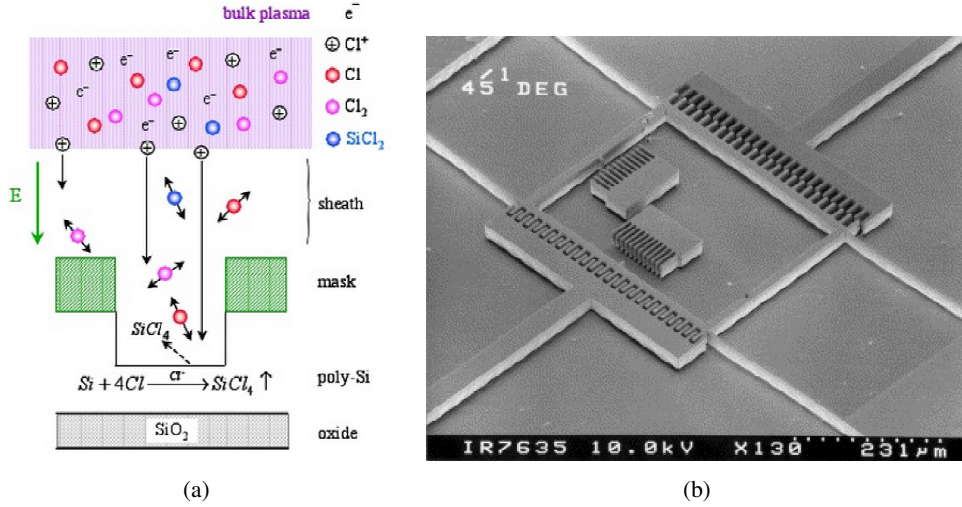 bulk plasma
e⁻
Cl⁺
Cl
Cl₂
SiCl₂
e⁻
e⁻
e⁻
e⁻
e⁻
e⁻
E
sheath
mask
SiCl₄
Si + 4Cl —Cl⁺→ SiCl₄ ↑
poly-Si
SiO₂
oxide
(a)
45/1 DEG
IR7635 10.0kV X130 231µm
(b)